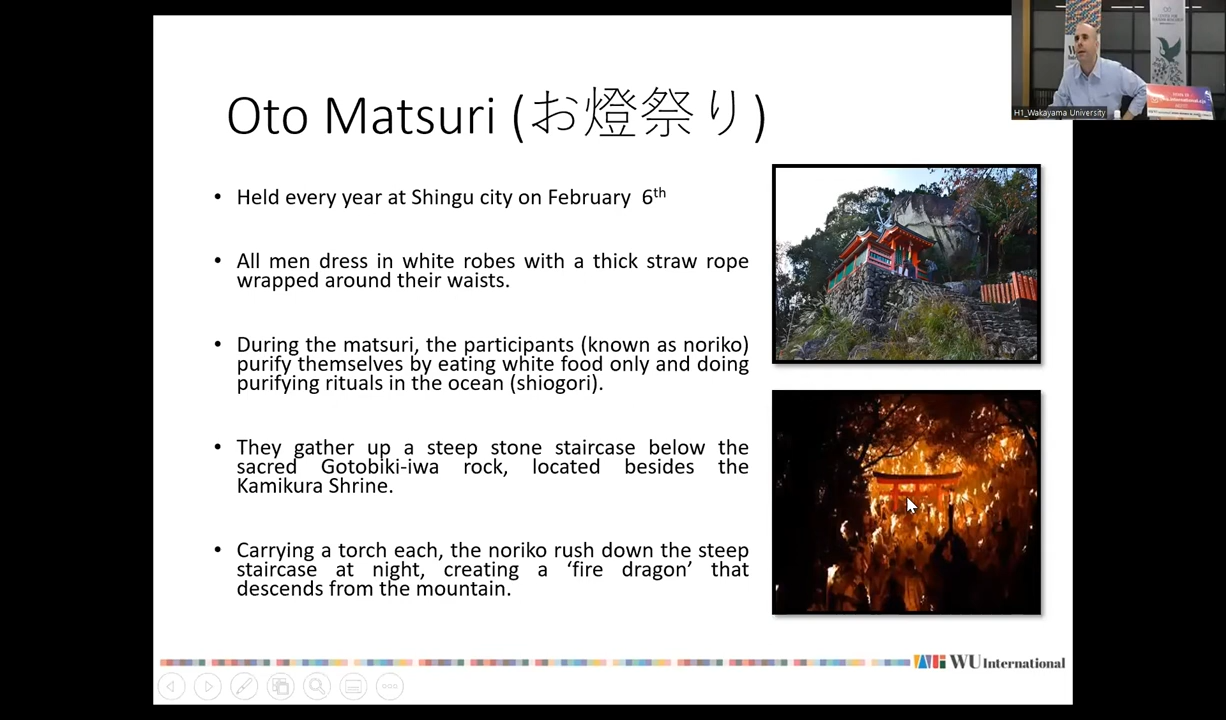 Oto Matsuri (お燈祭り)
• Held every year at Shingu city on February 6th
• All men dress in white robes with a thick straw rope
wrapped around their waists.
• During the matsuri, the participants (known as noriko)
purify themselves by eating white food only and doing
purifying rituals in the ocean (shiogori).
• They gather up a steep stone staircase below the
sacred Gotobiki-iwa rock, located besides the
Kamikura Shrine.
• Carrying a torch each, the noriko rush down the steep
staircase at night, creating a ‘fire dragon’ that
descends from the mountain.
WU International
H1_Wakayama University